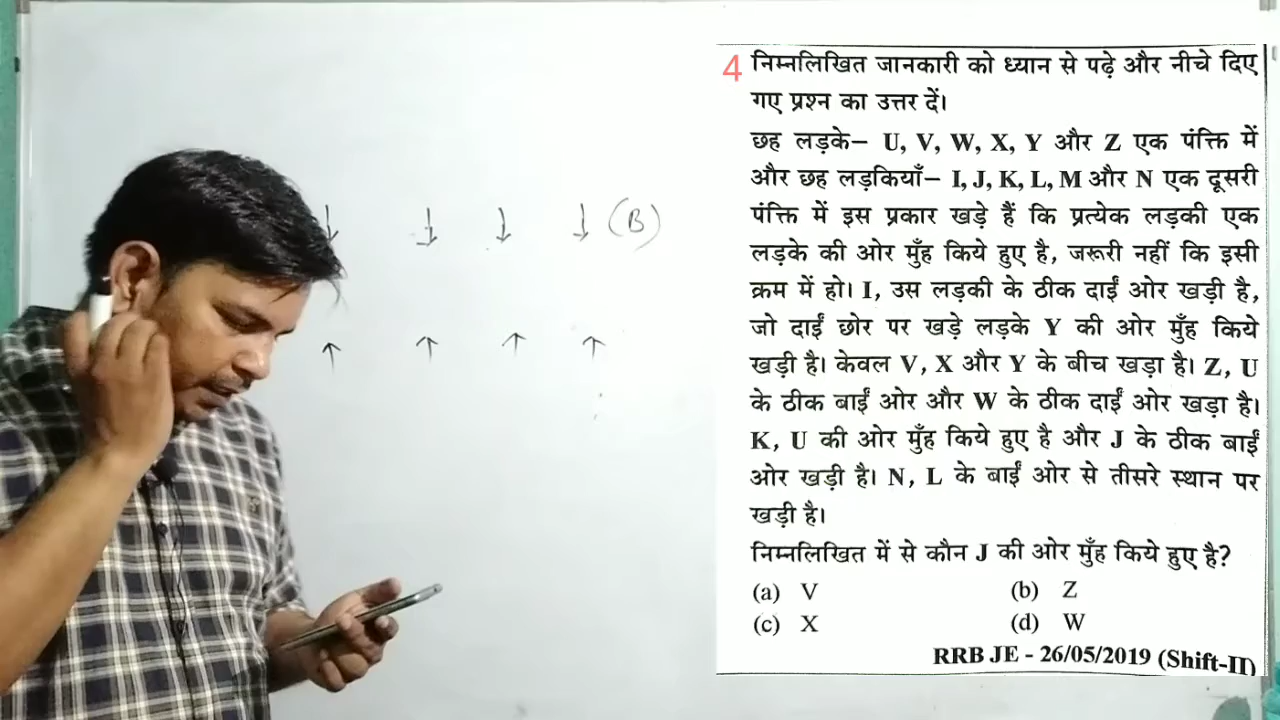 (B)
4 निम्नलिखित जानकारी को ध्यान से पढ़े और नीचे दिए
गए प्रश्न का उत्तर दें।
छह लड़के– U, V, W, X, Y और Z एक पंक्ति में
और छह लड़कियाँ– I, J, K, L, M और N एक दूसरी
पंक्ति में इस प्रकार खड़े हैं कि प्रत्येक लड़की एक
लड़के की ओर मुँह किये हुए है, जरूरी नहीं कि इसी
क्रम में हो। I, उस लड़की के ठीक दाईं ओर खड़ी है,
जो दाईं छोर पर खड़े लड़के Y की ओर मुँह किये
खड़ी है। केवल V, X और Y के बीच खड़ा है। Z, U
के ठीक बाईं ओर और W के ठीक दाईं ओर खड़ा है।
K, U की ओर मुँह किये हुए है और J के ठीक बाईं
ओर खड़ी है। N, L के बाईं ओर से तीसरे स्थान पर
खड़ी है।
निम्नलिखित में से कौन J की ओर मुँह किये हुए है?
(a) V (b) Z
(c) X (d) W
RRB JE - 26/05/2019 (Shift-II)